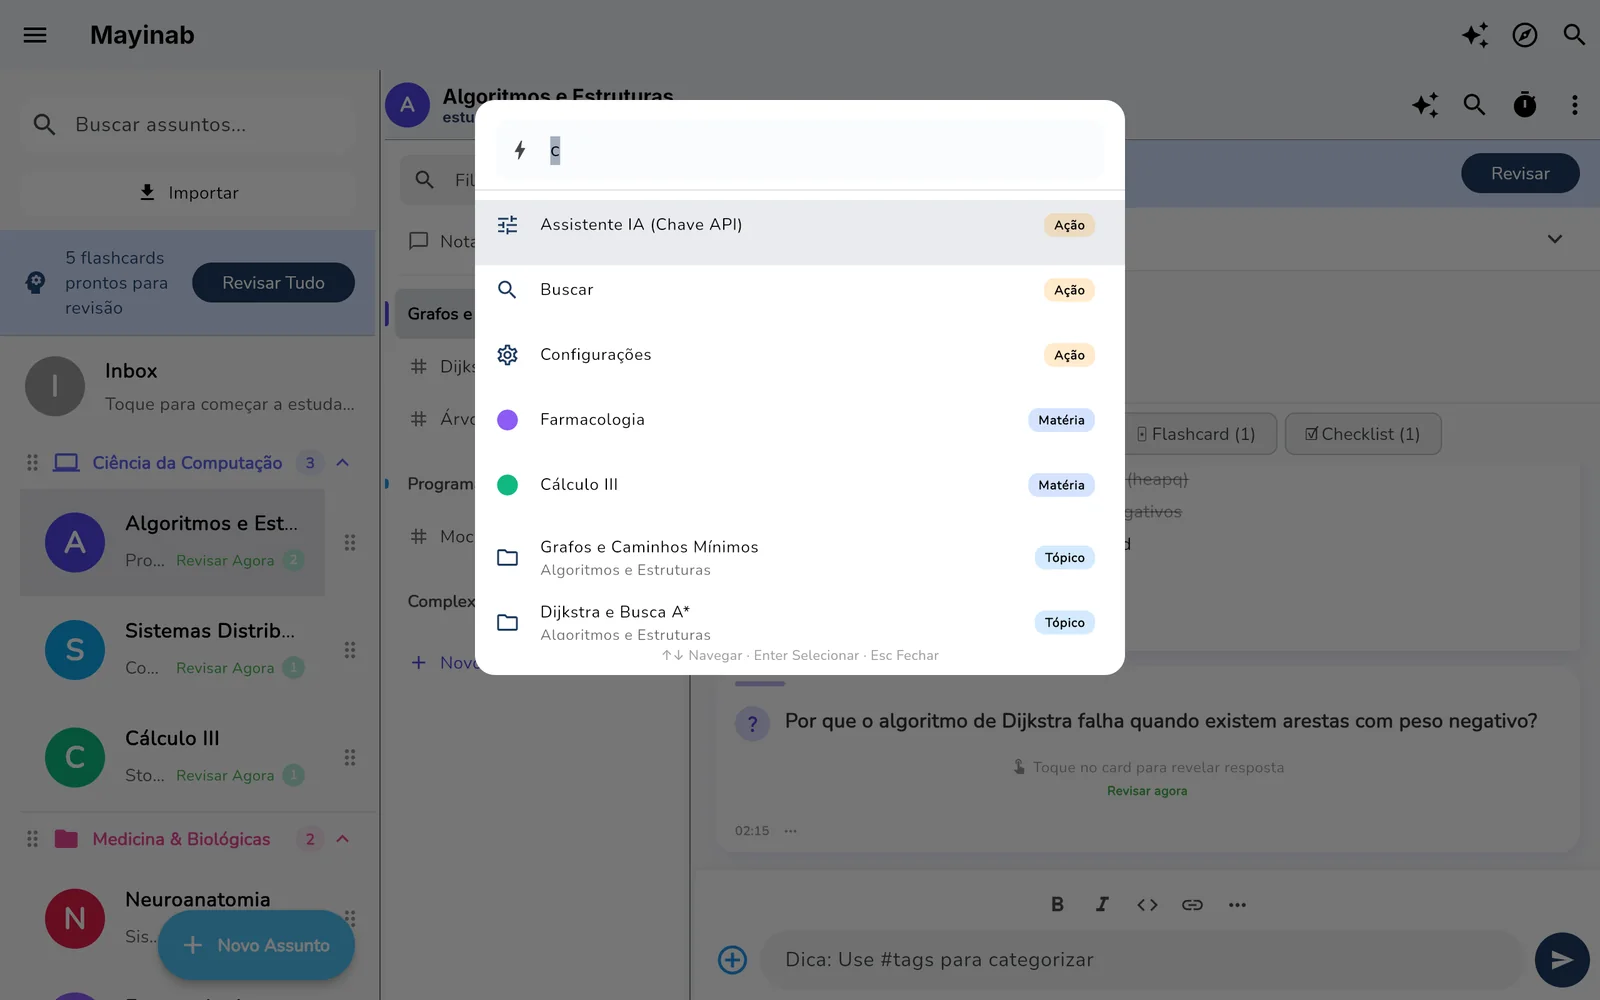 Mayinab
Buscar assuntos...
Importar
5 flashcards
prontos para
revisão
Revisar Tudo
I
Inbox
Toque para começar a estuda...
Ciência da Computação
3
A
Algoritmos e Est...
Pro...
Revisar Agora
2
S
Sistemas Distrib...
Co...
Revisar Agora
1
C
Cálculo III
Sto...
Revisar Agora
1
Medicina & Biológicas
2
N
Neuroanatomia
Sis...
Novo Assunto
A
Algoritmos e Estruturas
estu
Fil
Nota
Grafos e
# Dijks
# Árvo
Program
# Moc
Complex
+ Novo
Revisar
Flashcard (1)
Checklist (1)
(heapq)
gativos
d
c
Assistente IA (Chave API)
Ação
Buscar
Ação
Configurações
Ação
Farmacologia
Matéria
Cálculo III
Matéria
Grafos e Caminhos Mínimos
Algoritmos e Estruturas
Tópico
Dijkstra e Busca A*
Algoritmos e Estruturas
Tópico
↑↓ Navegar · Enter Selecionar · Esc Fechar
?
Por que o algoritmo de Dijkstra falha quando existem arestas com peso negativo?
Toque no card para revelar resposta
Revisar agora
02:15
B I <> ...
Dica: Use #tags para categorizar